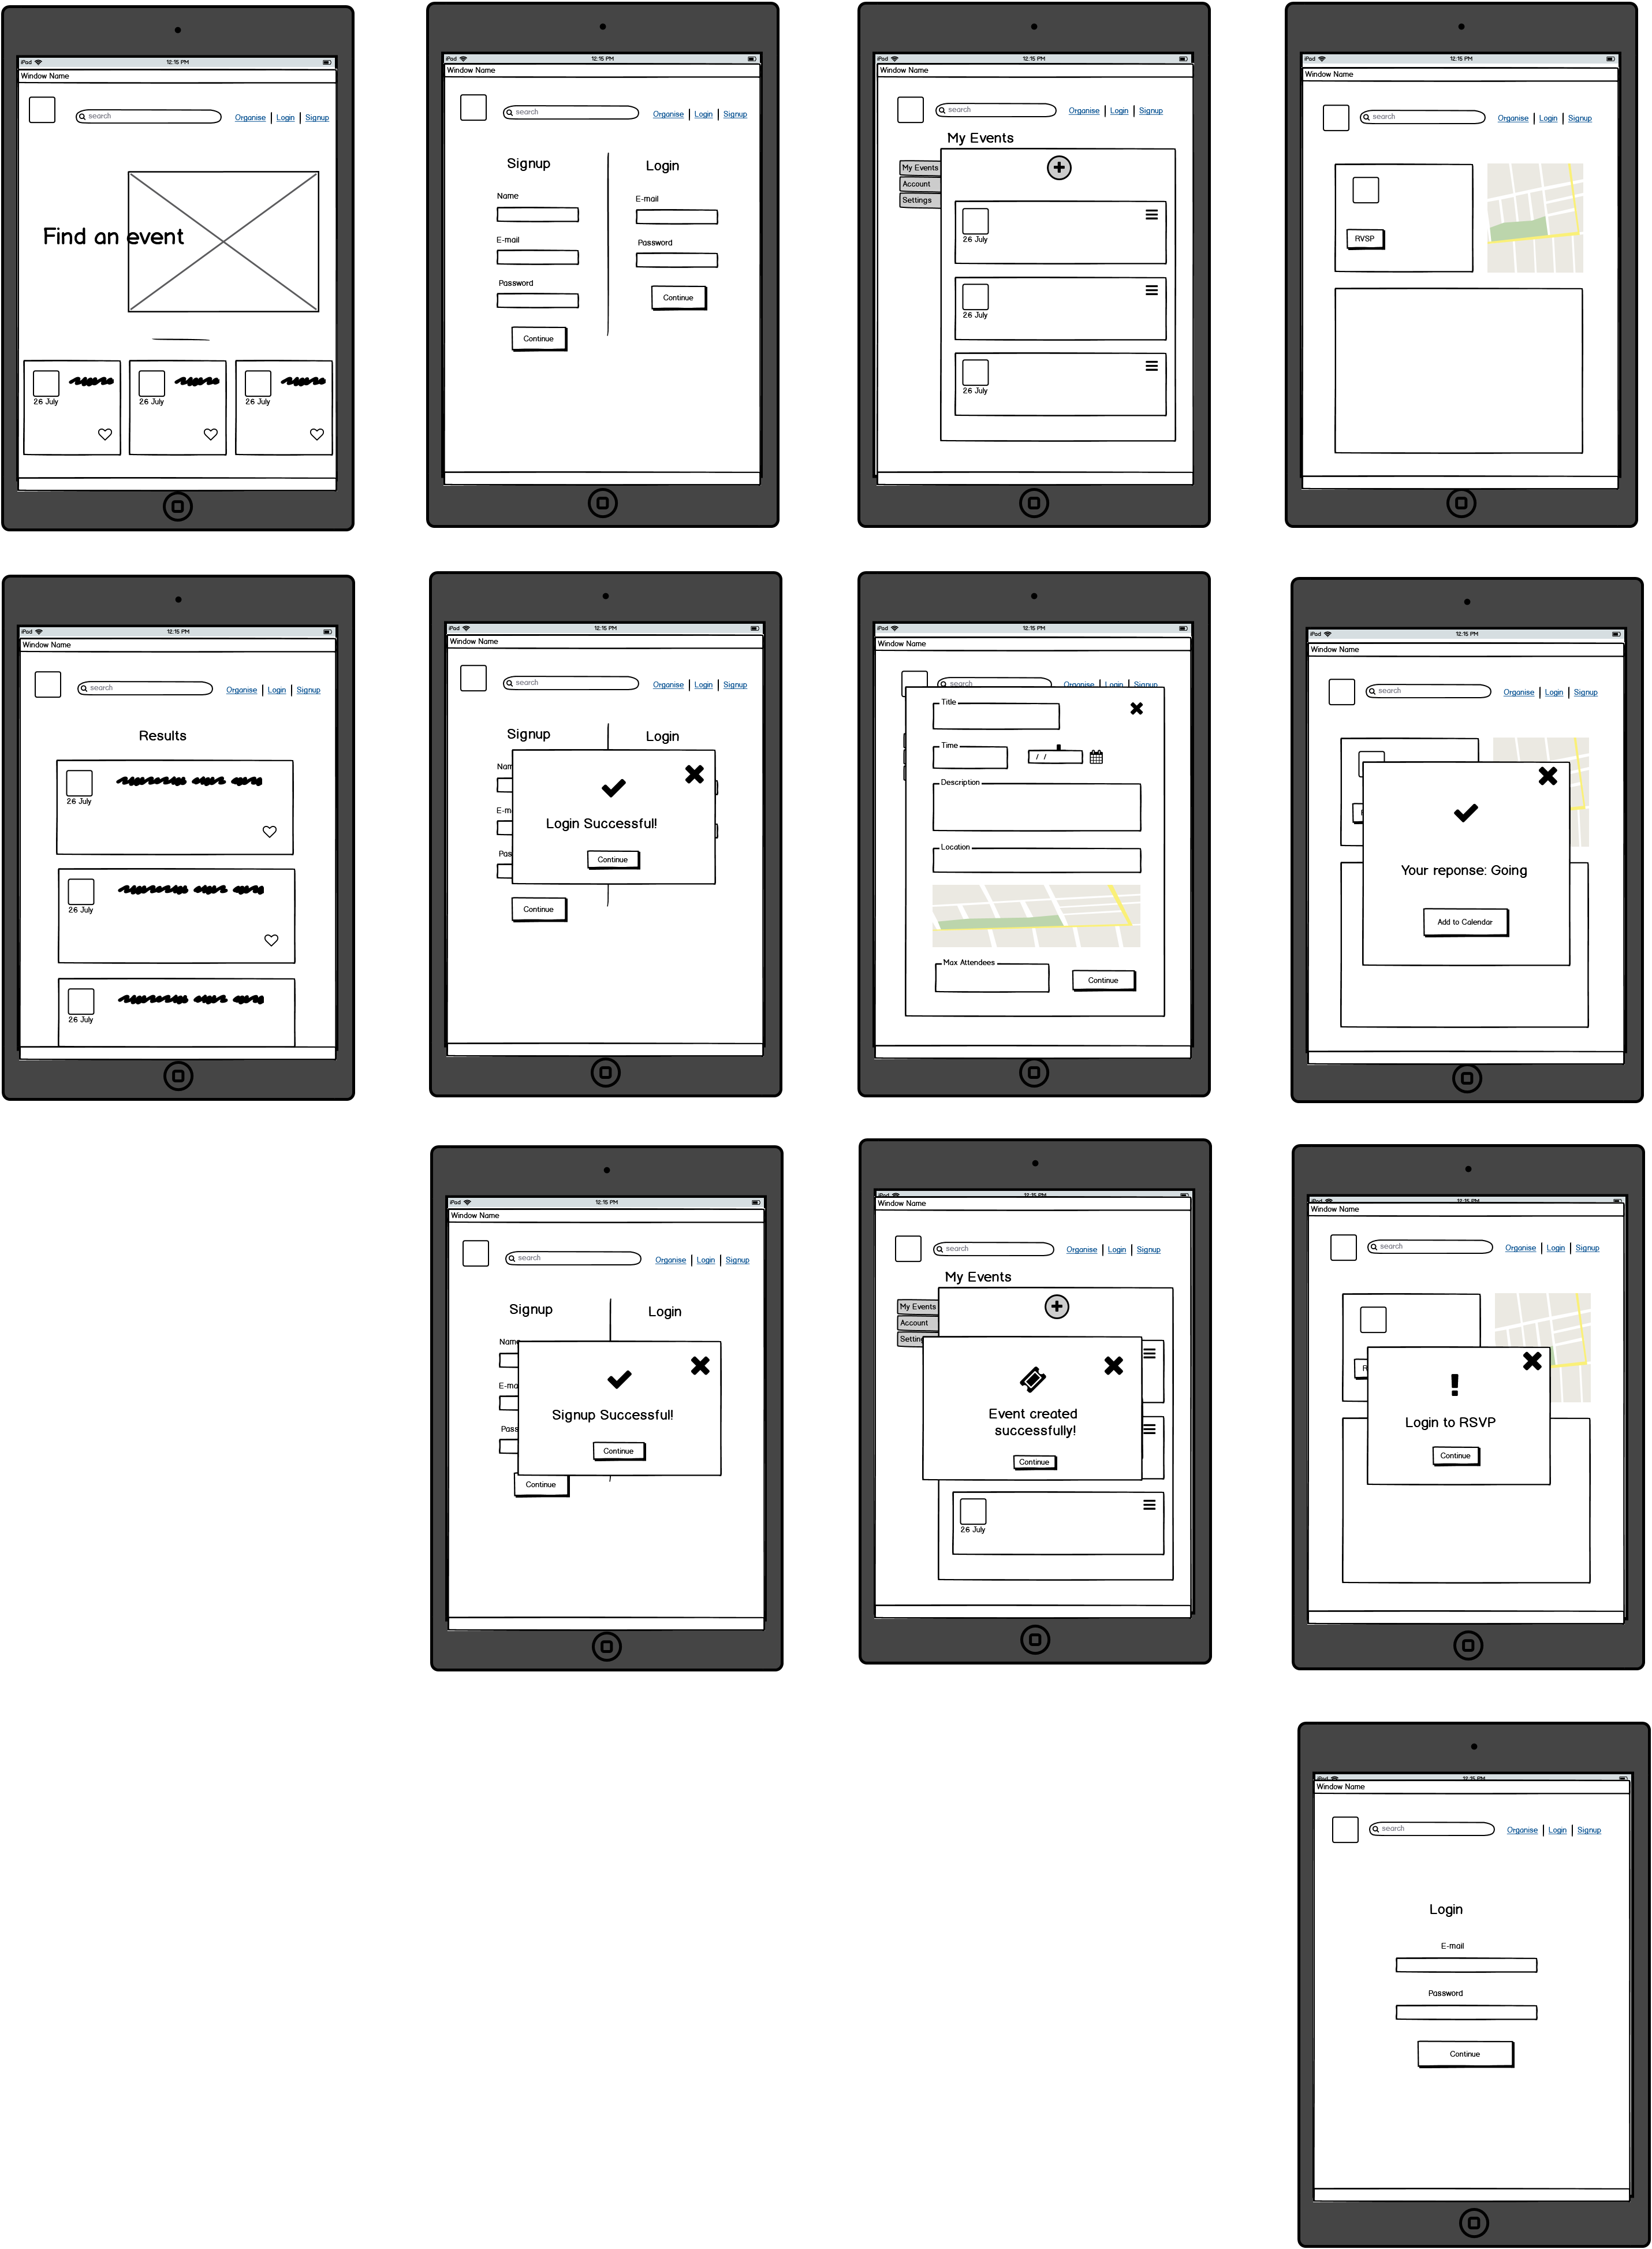 iPad 12:15 PM
Window Name
search Organise Login Signup
Find an event
26 July 26 July 26 July
iPad 12:15 PM
Window Name
search Organise Login Signup
Signup Login
Name
E-mail
E-mail
Password
Password
Continue
Continue
iPad 12:15 PM
Window Name
search Organise Login Signup
My Events
My Events
Account
Settings
26 July
26 July
26 July
iPad 12:15 PM
Window Name
search Organise Login Signup
RVSP
iPad 12:15 PM
Window Name
search Organise Login Signup
Results
26 July
26 July
26 July
iPad 12:15 PM
Window Name
search Organise Login Signup
Signup Login
Nam
E-m
Pas
Login Successful!
Continue
Continue
iPad 12:15 PM
Window Name
search Organise Login Signup
Title
Time
/ /
Description
Location
Max Attendees
Continue
iPad 12:15 PM
Window Name
search Organise Login Signup
Your reponse: Going
Add to Calendar
iPad 12:15 PM
Window Name
search Organise Login Signup
Signup Login
Name
E-ma
Pass
Signup Successful!
Continue
Continue
iPad 12:15 PM
Window Name
search Organise Login Signup
My Events
My Events
Account
Setting
Event created
successfully!
Continue
26 July
iPad 12:15 PM
Window Name
search Organise Login Signup
R
Login to RSVP
Continue
iPad 12:15 PM
Window Name
search Organise Login Signup
Login
E-mail
Password
Continue